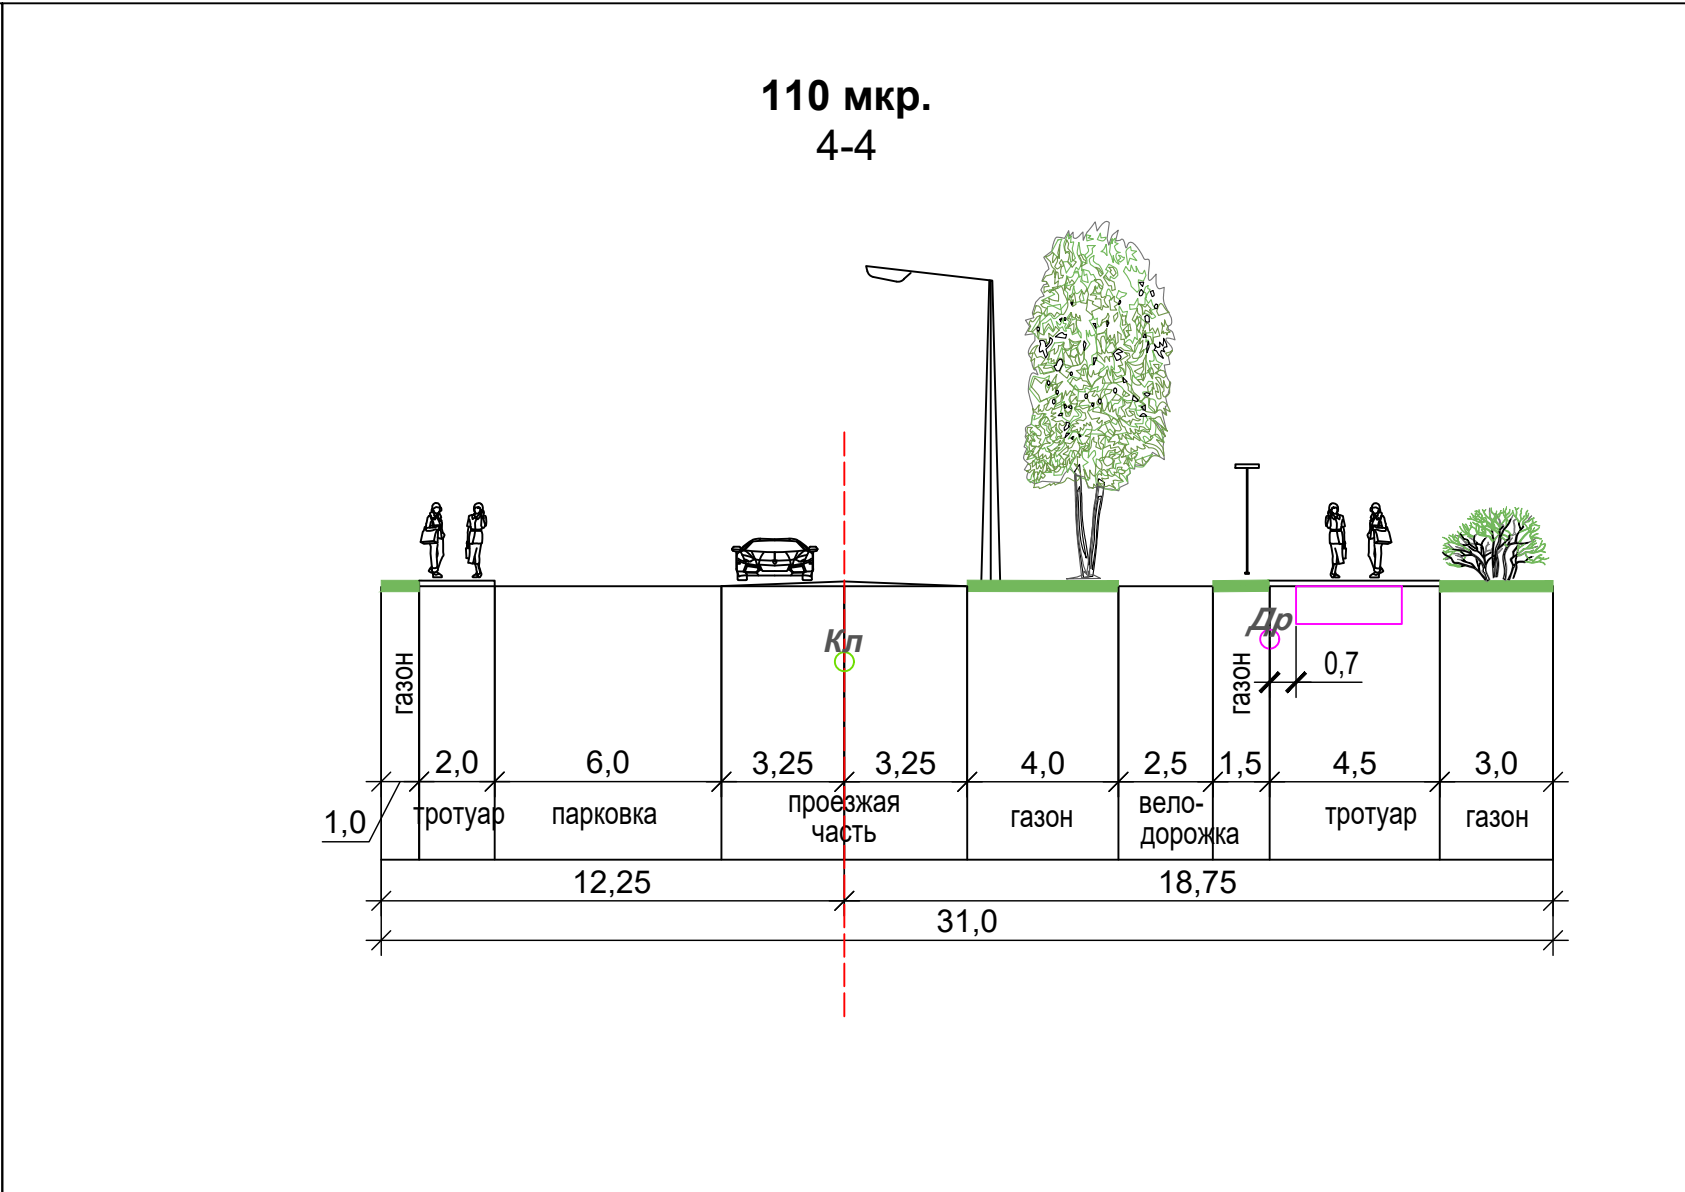 110 мкр.
4-4
Кл
Др
газон
газон
0,7
2,0
6,0
3,25
3,25
4,0
2,5
1,5
4,5
3,0
1,0
тротуар
парковка
проезжая
часть
газон
вело-
дорожка
тротуар
газон
12,25
18,75
31,0